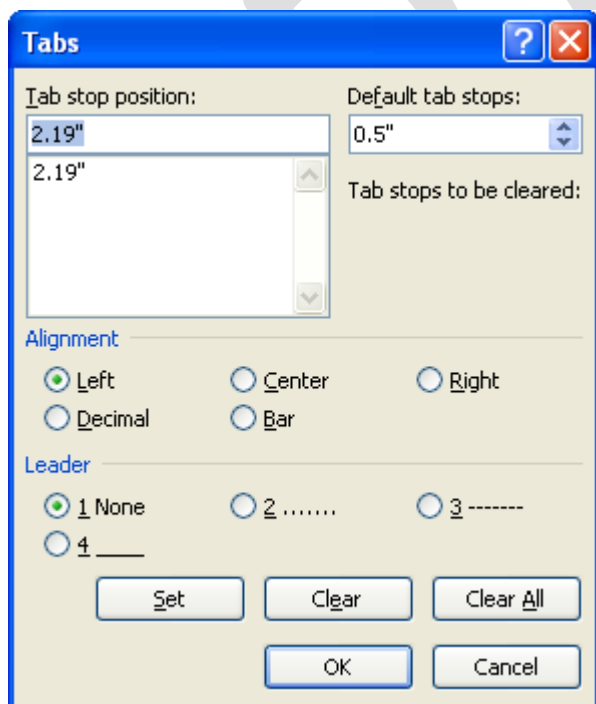 Tabs ?
Tab stop position: Default tab stops:
2.19" 0.5"
2.19" Tab stops to be cleared:
Alignment
Left Center Right
Decimal Bar
Leader
1 None 2 ....... 3 -------
4 ____
Set Clear Clear All
OK Cancel